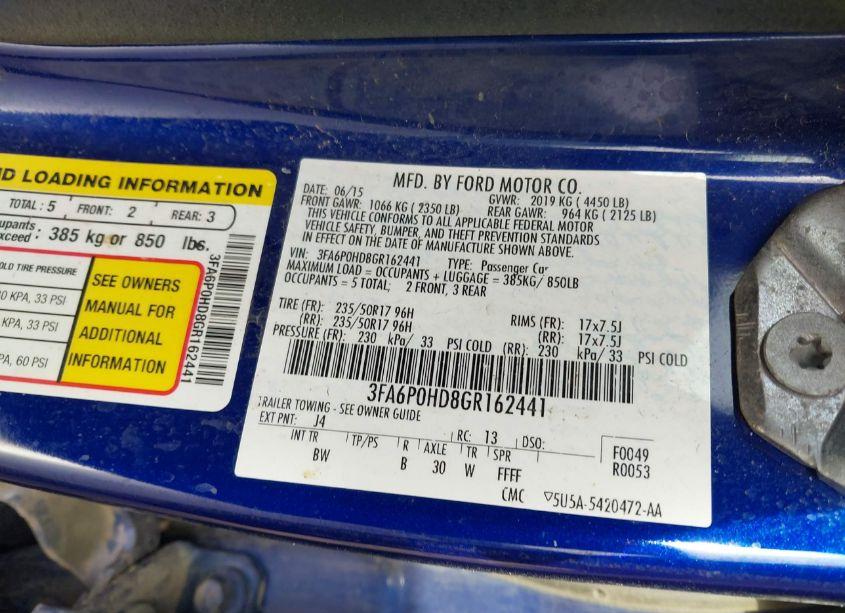 ND LOADING INFORMATION
TOTAL: 5 FRONT: 2 REAR: 3
exceed: 385 kg or 850 lbs.
OLD TIRE PRESSURE
KPA, 33 PSI
KPA, 33 PSI
PA, 60 PSI
SEE OWNERS
MANUAL FOR
ADDITIONAL
INFORMATION
3FA6P0HD8GR162441
MFD. BY FORD MOTOR CO.
DATE: 06/15 GVWR: 2019 KG ( 4450 LB)
FRONT GAWR: 1066 KG ( 2350 LB) REAR GAWR: 964 KG ( 2125 LB)
THIS VEHICLE CONFORMS TO ALL APPLICABLE FEDERAL MOTOR
VEHICLE SAFETY, BUMPER, AND THEFT PREVENTION STANDARDS
IN EFFECT ON THE DATE OF MANUFACTURE SHOWN ABOVE.
VIN: 3FA6P0HD8GR162441 TYPE: Passenger Car
MAXIMUM LOAD = OCCUPANTS + LUGGAGE = 385KG/ 850LB
OCCUPANTS = 5 TOTAL: 2 FRONT, 3 REAR
TIRE (FR): 235/50R17 96H RIMS (FR): 17x7.5J
(RR): 235/50R17 96H (RR): 17x7.5J
PRESSURE (FR): 230 kPa/ 33 PSI COLD (RR): 230 kPa/33 PSI COLD
3FA6P0HD8GR162441
TRAILER TOWING - SEE OWNER GUIDE
EXT PNT: J4 RC: 13 DSO: F0049
INT TR TP/PS R AXLE TR SPR R0053
BW B 30 W FFFF
CMC ▽5U5A-5420472-AA